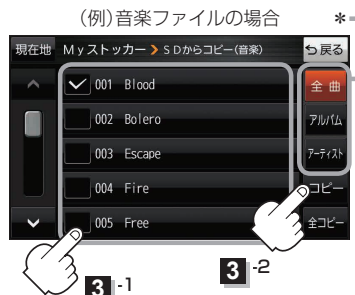 (例)音楽ファイルの場合
*
現在地 Myストッカー > SDからコピー(音楽) 戻る
001 Blood
全曲
002 Bolero
アルバム
003 Escape
アーティスト
004 Fire
コピー
005 Free
全コピー
3-1
3-2